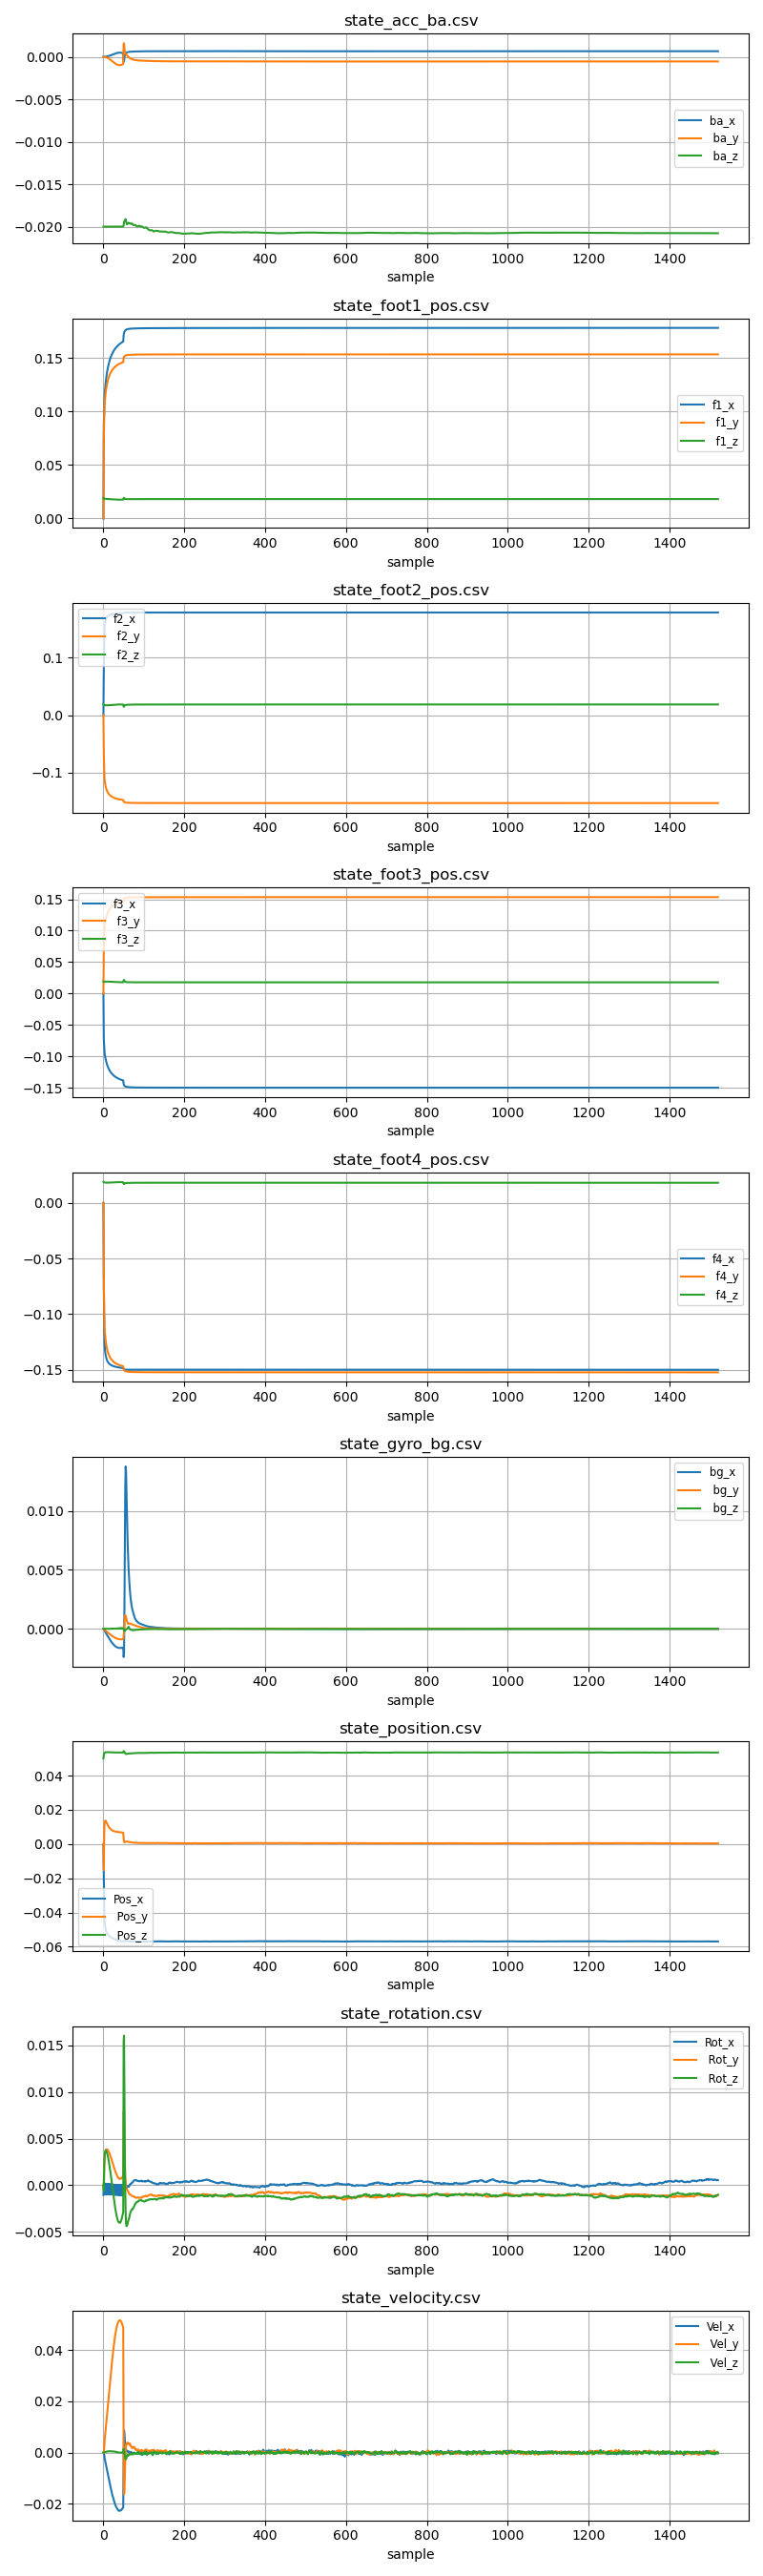 state_acc_ba.csv
0.000
−0.005
−0.010
−0.015
−0.020
ba_x
ba_y
ba_z
0 200 400 600 800 1000 1200 1400
sample
state_foot1_pos.csv
0.15
0.10
0.05
0.00
f1_x
f1_y
f1_z
0 200 400 600 800 1000 1200 1400
sample
state_foot2_pos.csv
0.1
0.0
−0.1
f2_x
f2_y
f2_z
0 200 400 600 800 1000 1200 1400
sample
state_foot3_pos.csv
0.15
0.10
0.05
0.00
−0.05
−0.10
−0.15
f3_x
f3_y
f3_z
0 200 400 600 800 1000 1200 1400
sample
state_foot4_pos.csv
0.00
−0.05
−0.10
−0.15
f4_x
f4_y
f4_z
0 200 400 600 800 1000 1200 1400
sample
state_gyro_bg.csv
0.010
0.005
0.000
bg_x
bg_y
bg_z
0 200 400 600 800 1000 1200 1400
sample
state_position.csv
0.04
0.02
0.00
−0.02
−0.04
−0.06
Pos_x
Pos_y
Pos_z
0 200 400 600 800 1000 1200 1400
sample
state_rotation.csv
0.015
0.010
0.005
0.000
−0.005
Rot_x
Rot_y
Rot_z
0 200 400 600 800 1000 1200 1400
sample
state_velocity.csv
0.04
0.02
0.00
−0.02
Vel_x
Vel_y
Vel_z
0 200 400 600 800 1000 1200 1400
sample